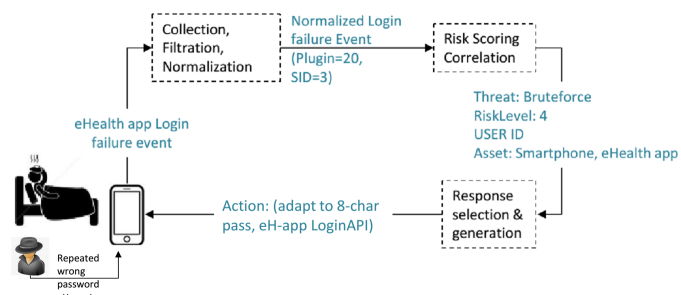 Collection,
Filtration,
Normalization
Normalized Login
failure Event
(Plugin=20,
SID=3)
Risk Scoring
Correlation
Threat: Bruteforce
RiskLevel: 4
USER ID
Asset: Smartphone, eHealth app
eHealth app Login
failure event
Response
selection &
generation
Action: (adapt to 8-char
pass, eH-app LoginAPI)
Repeated
wrong
password